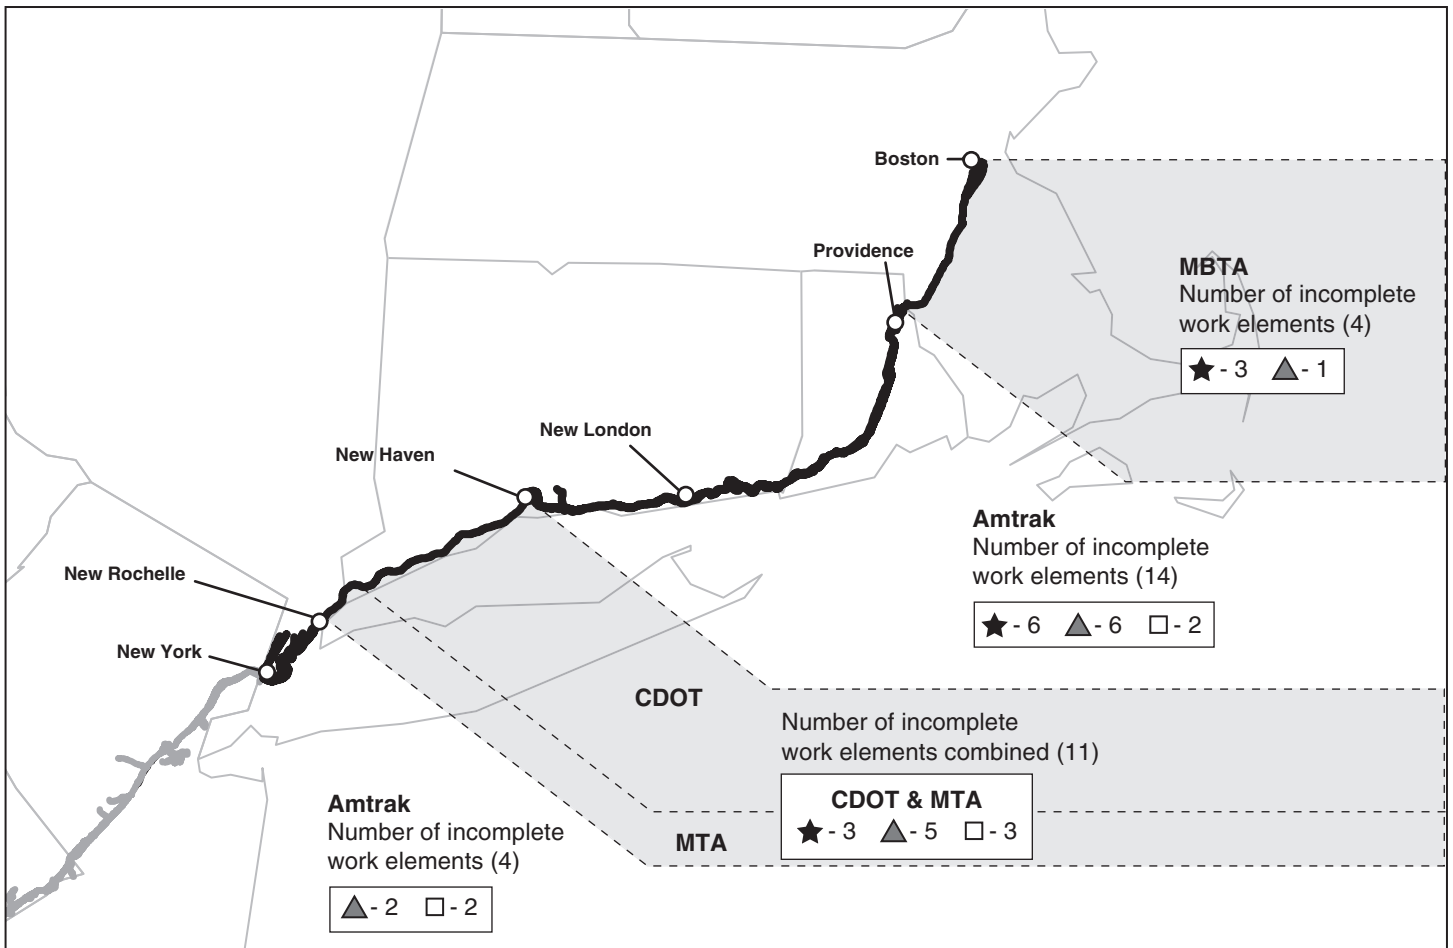 Boston
Providence
MBTA
Number of incomplete
work elements (4)
- 3 - 1
New London
New Haven
Amtrak
Number of incomplete
work elements (14)
- 6 - 6 - 2
New Rochelle
New York
CDOT
Number of incomplete
work elements combined (11)
CDOT & MTA
- 3 - 5 - 3
MTA
Amtrak
Number of incomplete
work elements (4)
- 2 - 2